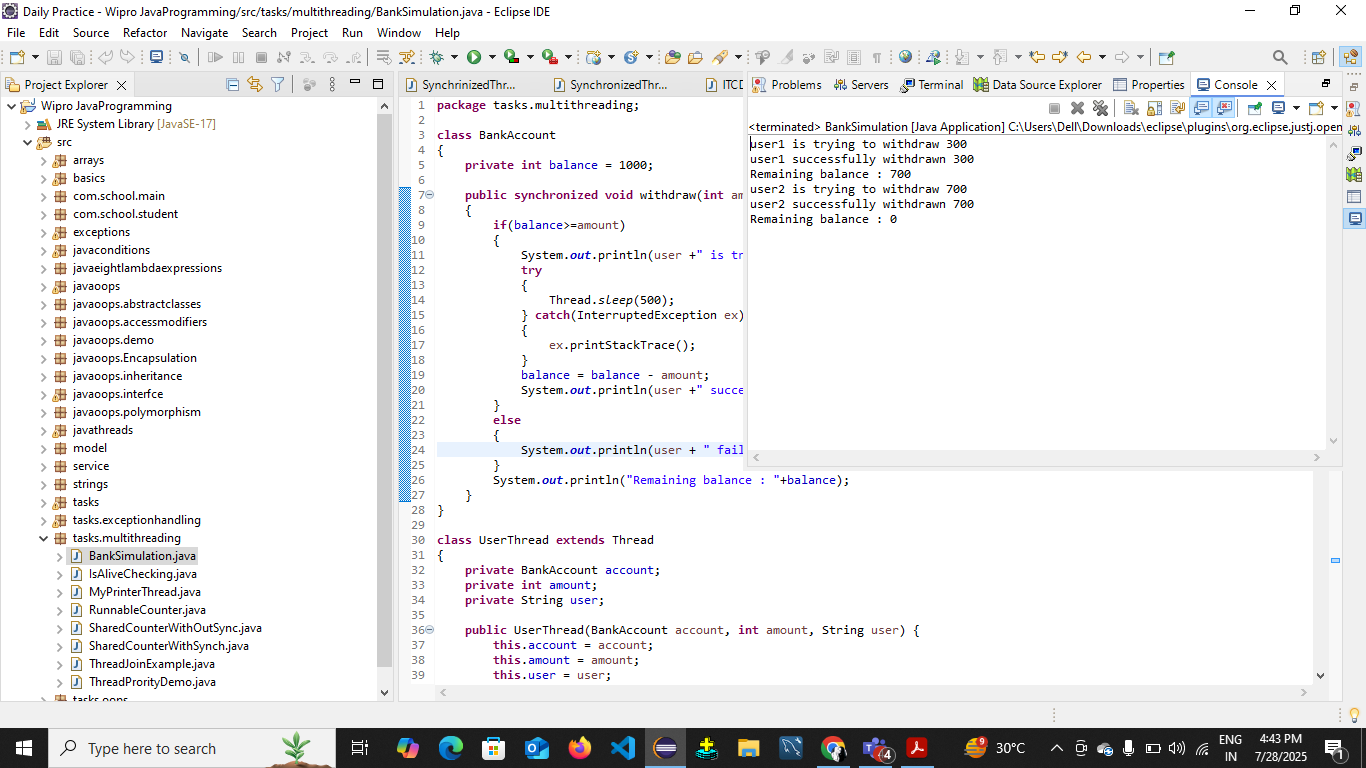 Daily Practice - Wipro JavaProgramming/src/tasks/multithreading/BankSimulation.java - Eclipse IDE
File Edit Source Refactor Navigate Search Project Run Window Help
Project Explorer
Wipro JavaProgramming
JRE System Library [JavaSE-17]
src
arrays
basics
com.school.main
com.school.student
exceptions
javaconditions
javaeightlambdaexpressions
javaoops
javaoops.abstractclasses
javaoops.accessmodifiers
javaoops.demo
javaoops.Encapsulation
javaoops.inheritance
javaoops.interfce
javaoops.polymorphism
javathreads
model
service
strings
tasks
tasks.exceptionhandling
tasks.multithreading
BankSimulation.java
IsAliveChecking.java
MyPrinterThread.java
RunnableCounter.java
SharedCounterWithOutSync.java
SharedCounterWithSynch.java
ThreadJoinExample.java
ThreadProrityDemo.java
tasks.oops
SynchrinizedThr... SynchronizedThr... ITCD
1 package tasks.multithreading;
2
3 class BankAccount
4 {
5 private int balance = 1000;
6
7 public synchronized void withdraw(int am
8 {
9 if(balance>=amount)
10 {
11 System.out.println(user +" is tr
12 try
13 {
14 Thread.sleep(500);
15 } catch(InterruptedException ex)
16 {
17 ex.printStackTrace();
18 }
19 balance = balance - amount;
20 System.out.println(user +" succe
21 }
22 else
23 {
24 System.out.println(user + " fail
25 }
26 System.out.println("Remaining balance : "+balance);
27 }
28 }
29
30 class UserThread extends Thread
31 {
32 private BankAccount account;
33 private int amount;
34 private String user;
35
36 public UserThread(BankAccount account, int amount, String user) {
37 this.account = account;
38 this.amount = amount;
39 this.user = user;
Problems Servers Terminal Data Source Explorer Properties Console
<terminated> BankSimulation [Java Application] C:\Users\Dell\Downloads\eclipse\plugins\org.eclipse.justj.open
user1 is trying to withdraw 300
user1 successfully withdrawn 300
Remaining balance : 700
user2 is trying to withdraw 700
user2 successfully withdrawn 700
Remaining balance : 0
Type here to search
4
9
30°C
ENG
IN
4:43 PM
7/28/2025
1